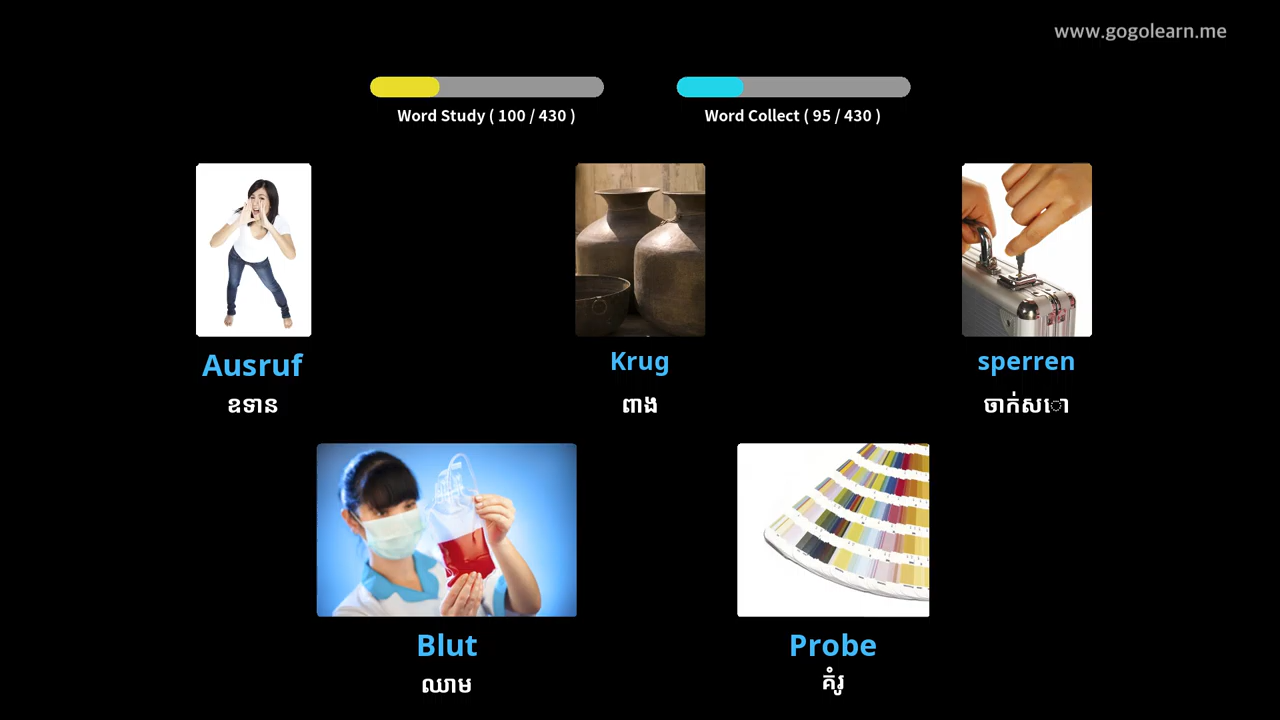 www.gogolearn.me
Word Study ( 100 / 430 )
Word Collect ( 95 / 430 )
Ausruf
ឧទាន
Krug
ពាង
sperren
ចាក់សោ
Blut
ឈាម
Probe
គំរូ